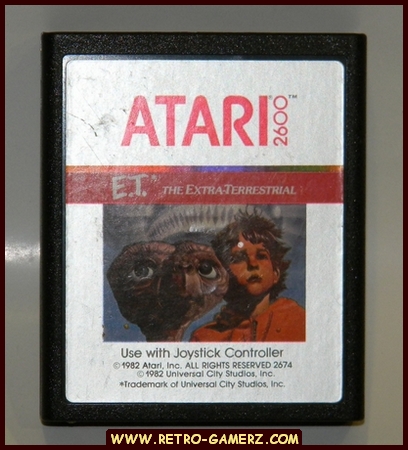 ATARI® 2600™
E.T.* THE EXTRA-TERRESTRIAL
Use with Joystick Controller
©1982 Atari, Inc. ALL RIGHTS RESERVED 2674
©1982 Universal City Studios, Inc.
*Trademark of Universal City Studios, Inc.
WWW.RETRO-GAMERZ.COM